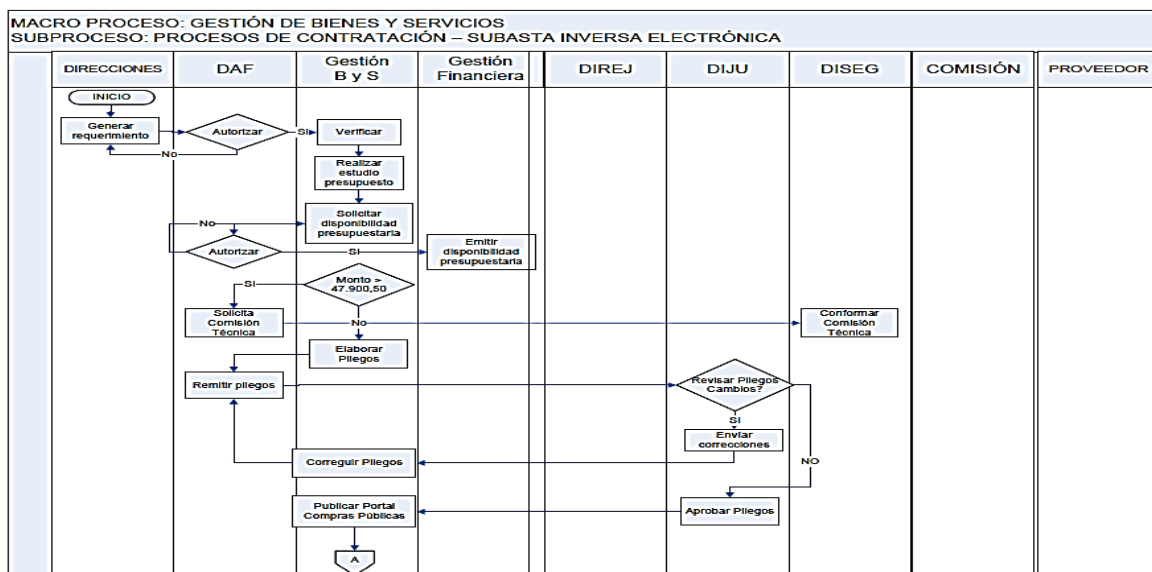 MACRO PROCESO: GESTIÓN DE BIENES Y SERVICIOS
SUBPROCESO: PROCESOS DE CONTRATACIÓN – SUBASTA INVERSA ELECTRÓNICA
DIRECCIONES
DAF
Gestión
B y S
Gestión
Financiera
DIREJ
DIJU
DISEG
COMISIÓN
PROVEEDOR
INICIO
Generar
requerimiento
Autorizar
SI
Verificar
No
Realizar
estudio
presupuesto
Solicitar
disponibilidad
presupuestaria
No
Autorizar
SI
Emitir
disponibilidad
presupuestaria
Monto >
47.900,50
SI
Solicita
Comisión
Técnica
No
Conformar
Comisión
Técnica
Elaborar
Pliegos
Remitir pliegos
Revisar Pliegos
Cambios?
SI
Enviar
correcciones
Correguir Pliegos
NO
Publicar Portal
Compras Públicas
Aprobar Pliegos
A